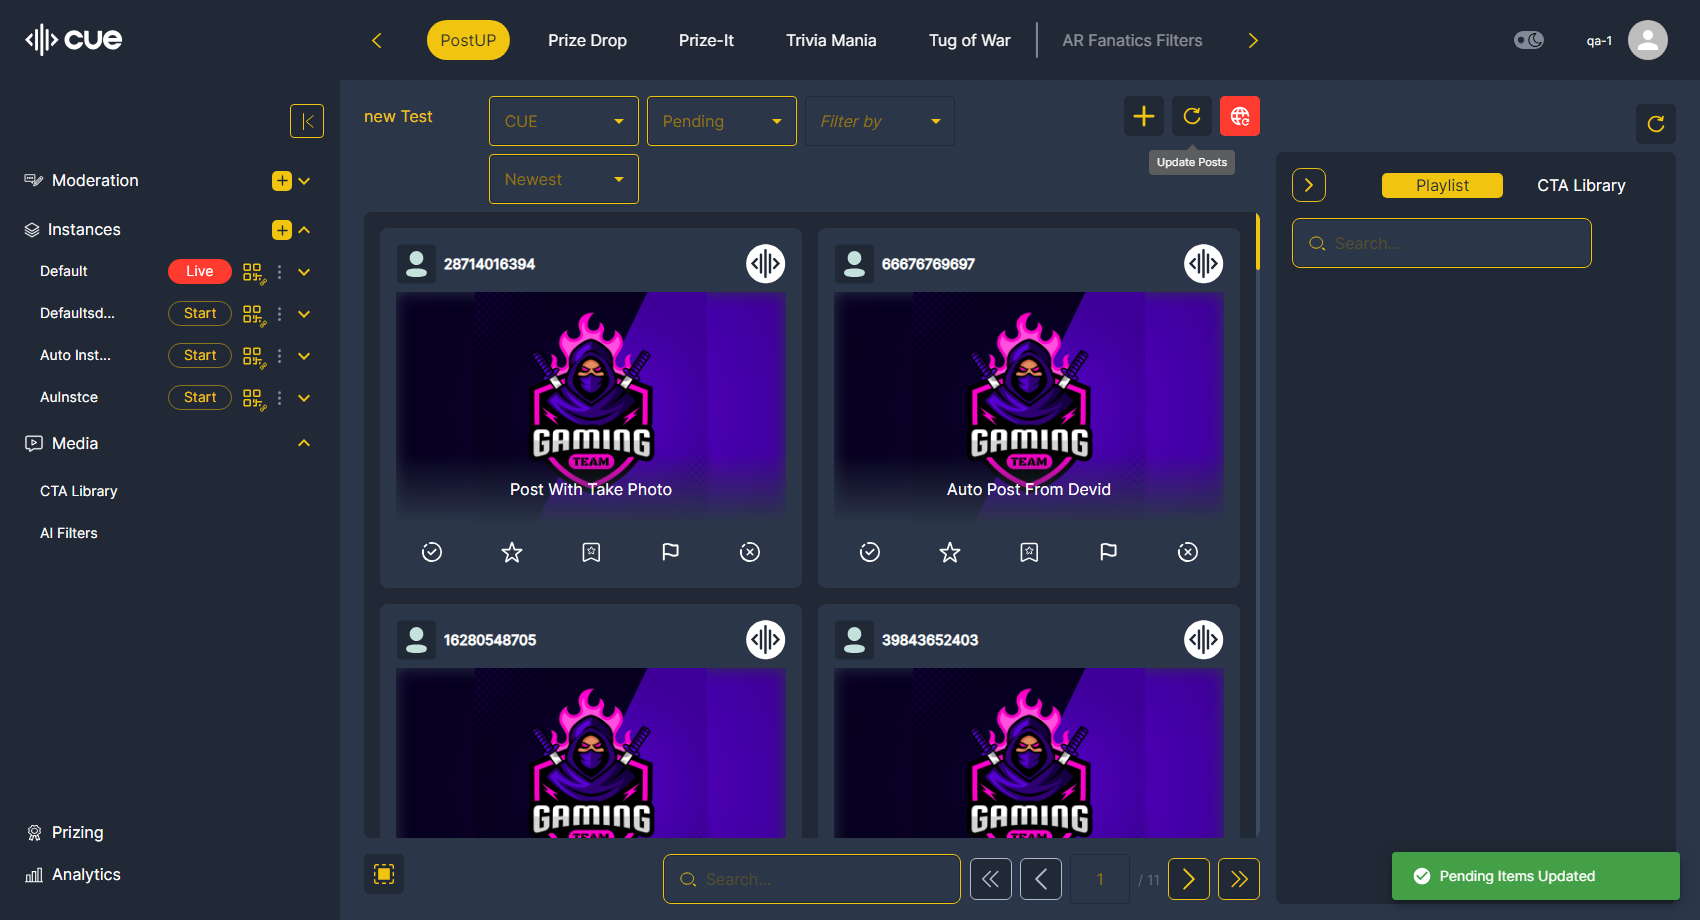 cue
PostUP
Prize Drop
Prize-It
Trivia Mania
Tug of War
AR Fanatics Filters
qa-1
Moderation
Instances
Default
Live
Defaultsd...
Start
Auto Inst...
Start
AuInstce
Start
Media
CTA Library
AI Filters
Prizing
Analytics
new Test
CUE
Pending
Filter by
Newest
Update Posts
28714016394
GAMING
TEAM
Post With Take Photo
66676769697
GAMING
TEAM
Auto Post From Devid
16280548705
GAMING
39843652403
GAMING
Search...
1
/ 11
Playlist
CTA Library
Search...
Pending Items Updated